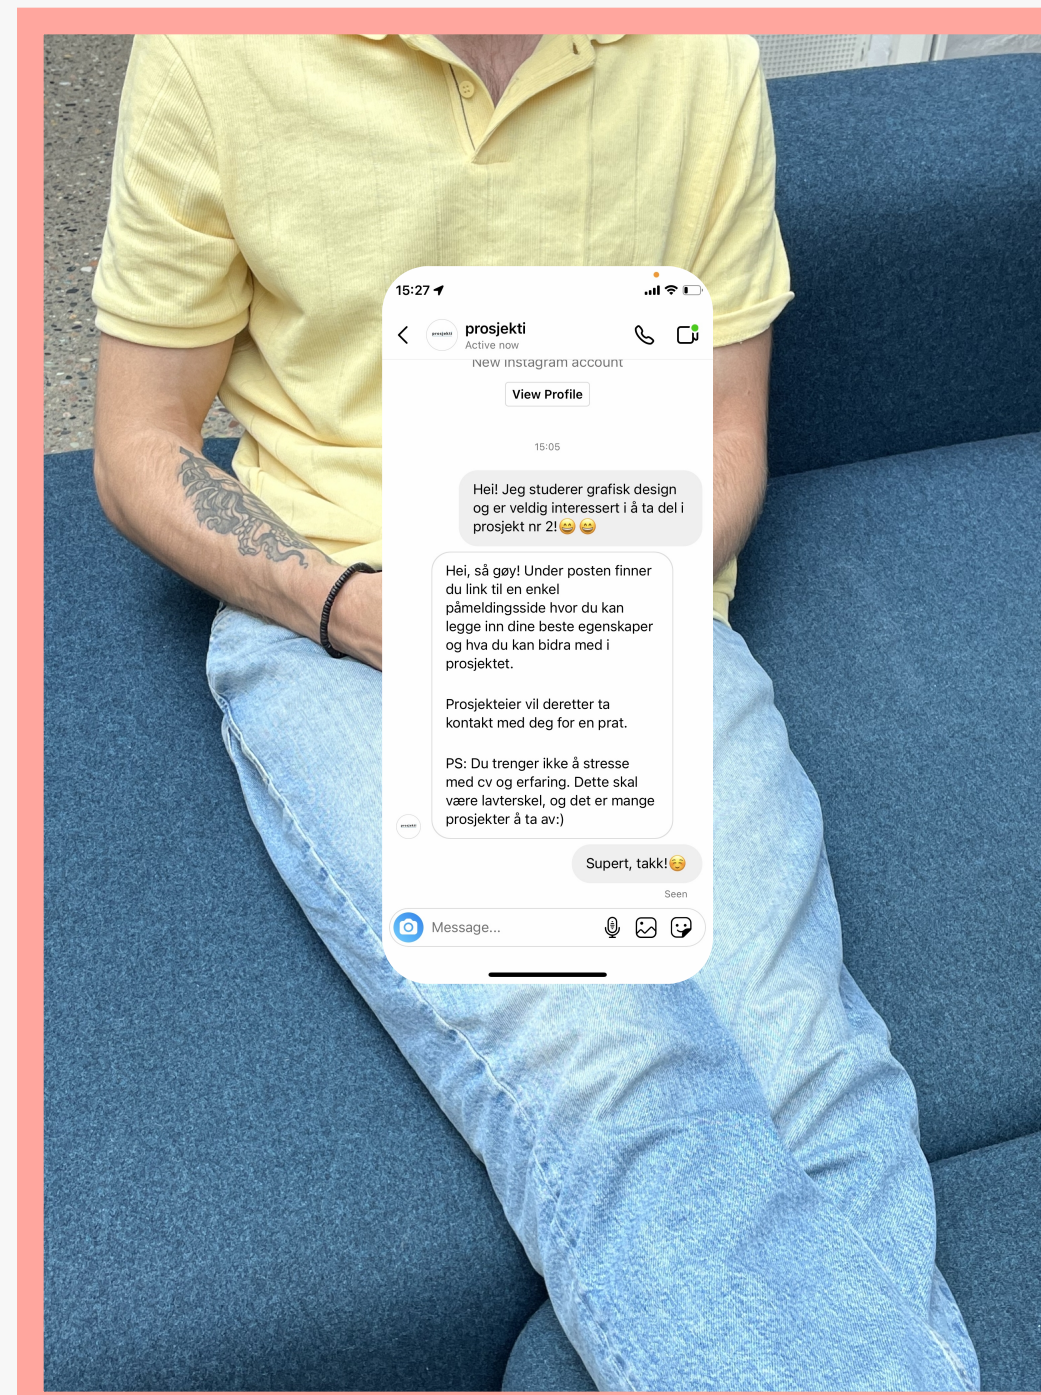 15:27
prosjekti
prosjekti
Active now
New Instagram account
View Profile
15:05
Hei! Jeg studerer grafisk design
og er veldig interessert i å ta del i
prosjekt nr 2!😁😁
Hei, så gøy! Under posten finner
du link til en enkel
påmeldingsside hvor du kan
legge inn dine beste egenskaper
og hva du kan bidra med i
prosjektet.
Prosjekteier vil deretter ta
kontakt med deg for en prat.
PS: Du trenger ikke å stresse
med cv og erfaring. Dette skal
være lavterskel, og det er mange
prosjekter å ta av:)
prosjekti
Supert, takk!☺️
Seen
Message...